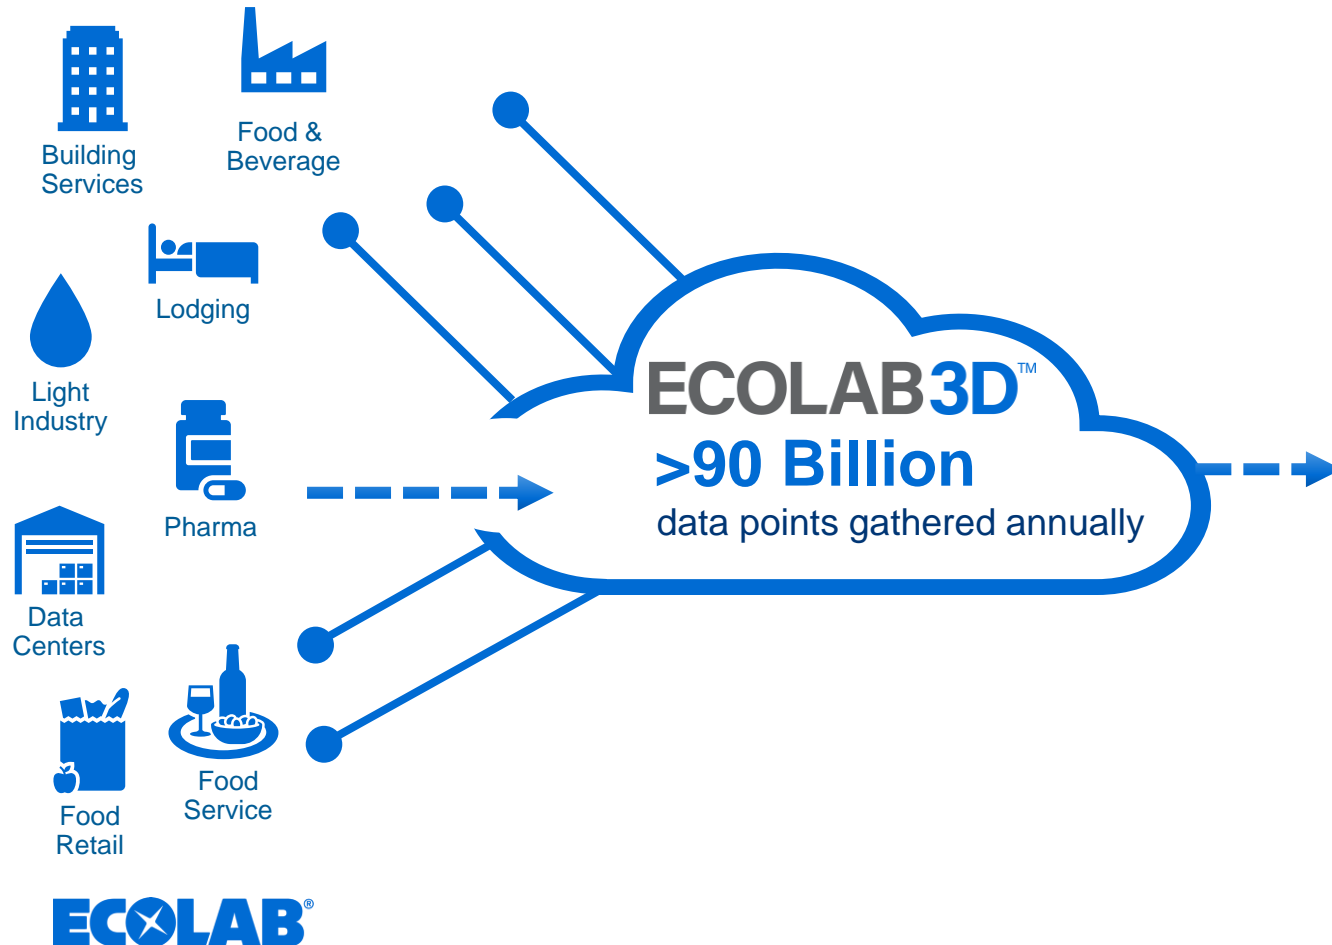 Building
Services
Food &
Beverage
Lodging
Light
Industry
Pharma
Data
Centers
Food
Service
Food
Retail
ECOLAB®
ECOLAB3D™
>90 Billion
data points gathered annually